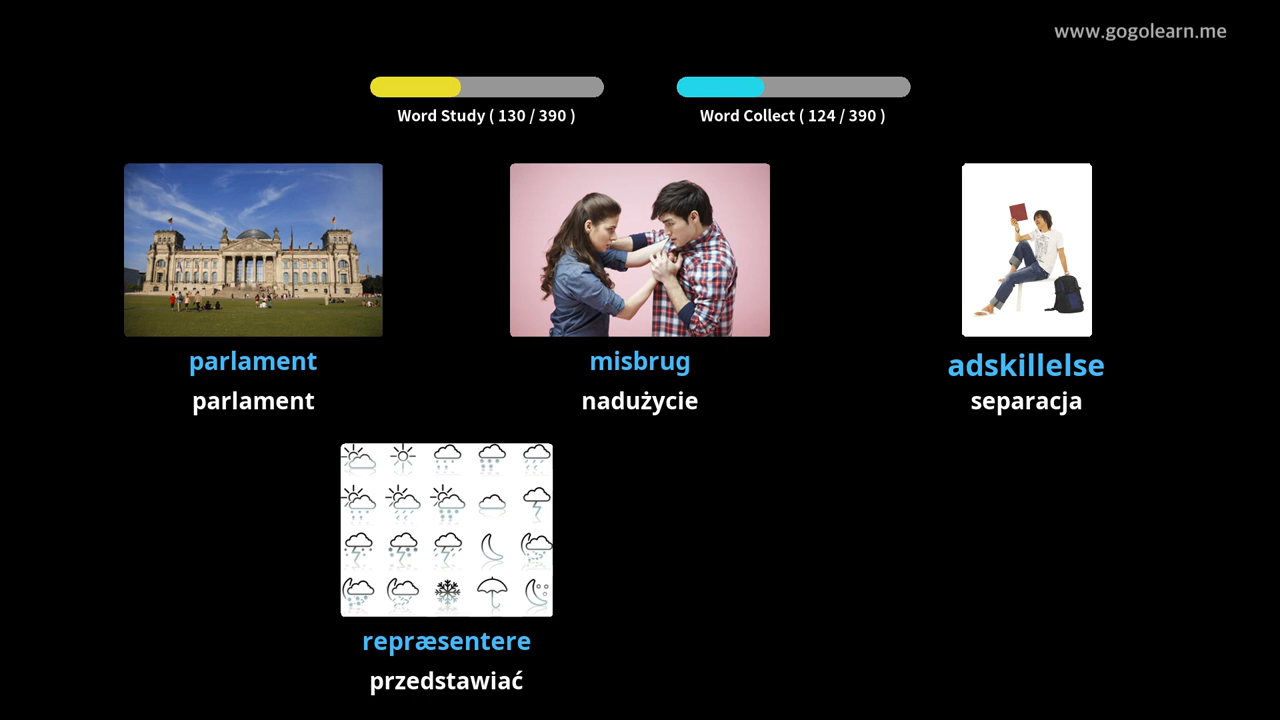 www.gogolearn.me
Word Study ( 130 / 390 )
Word Collect ( 124 / 390 )
parlament
parlament
misbrug
nadużycie
adskillelse
separacja
repræsentere
przedstawiać